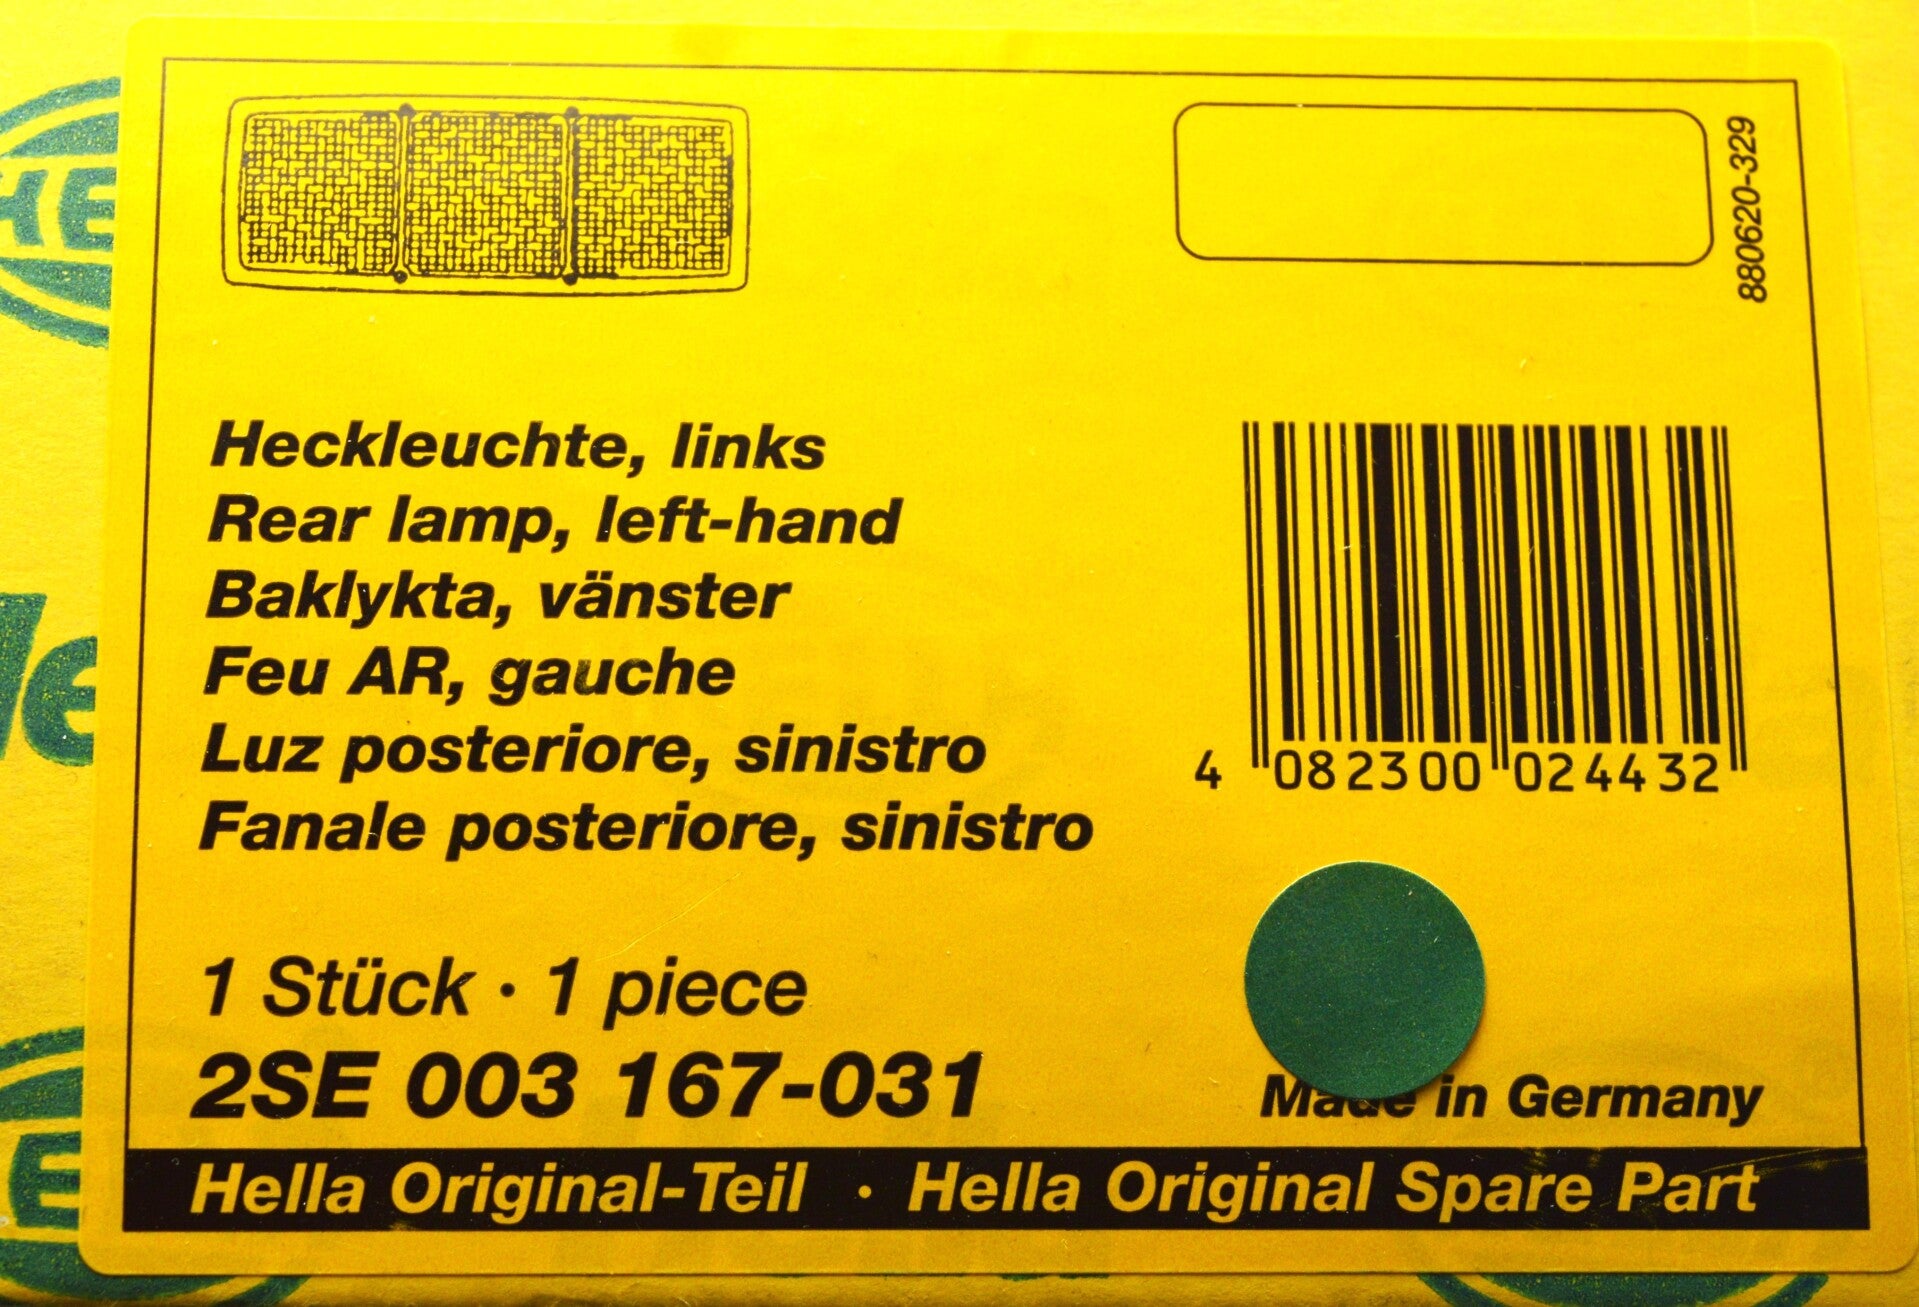 880620-329
Heckleuchte, links
Rear lamp, left-hand
Baklykta, vänster
Feu AR, gauche
Luz posteriore, sinistro
Fanale posteriore, sinistro
4 082300 024432
1 Stück · 1 piece
2SE 003 167-031
Made in Germany
Hella Original-Teil · Hella Original Spare Part